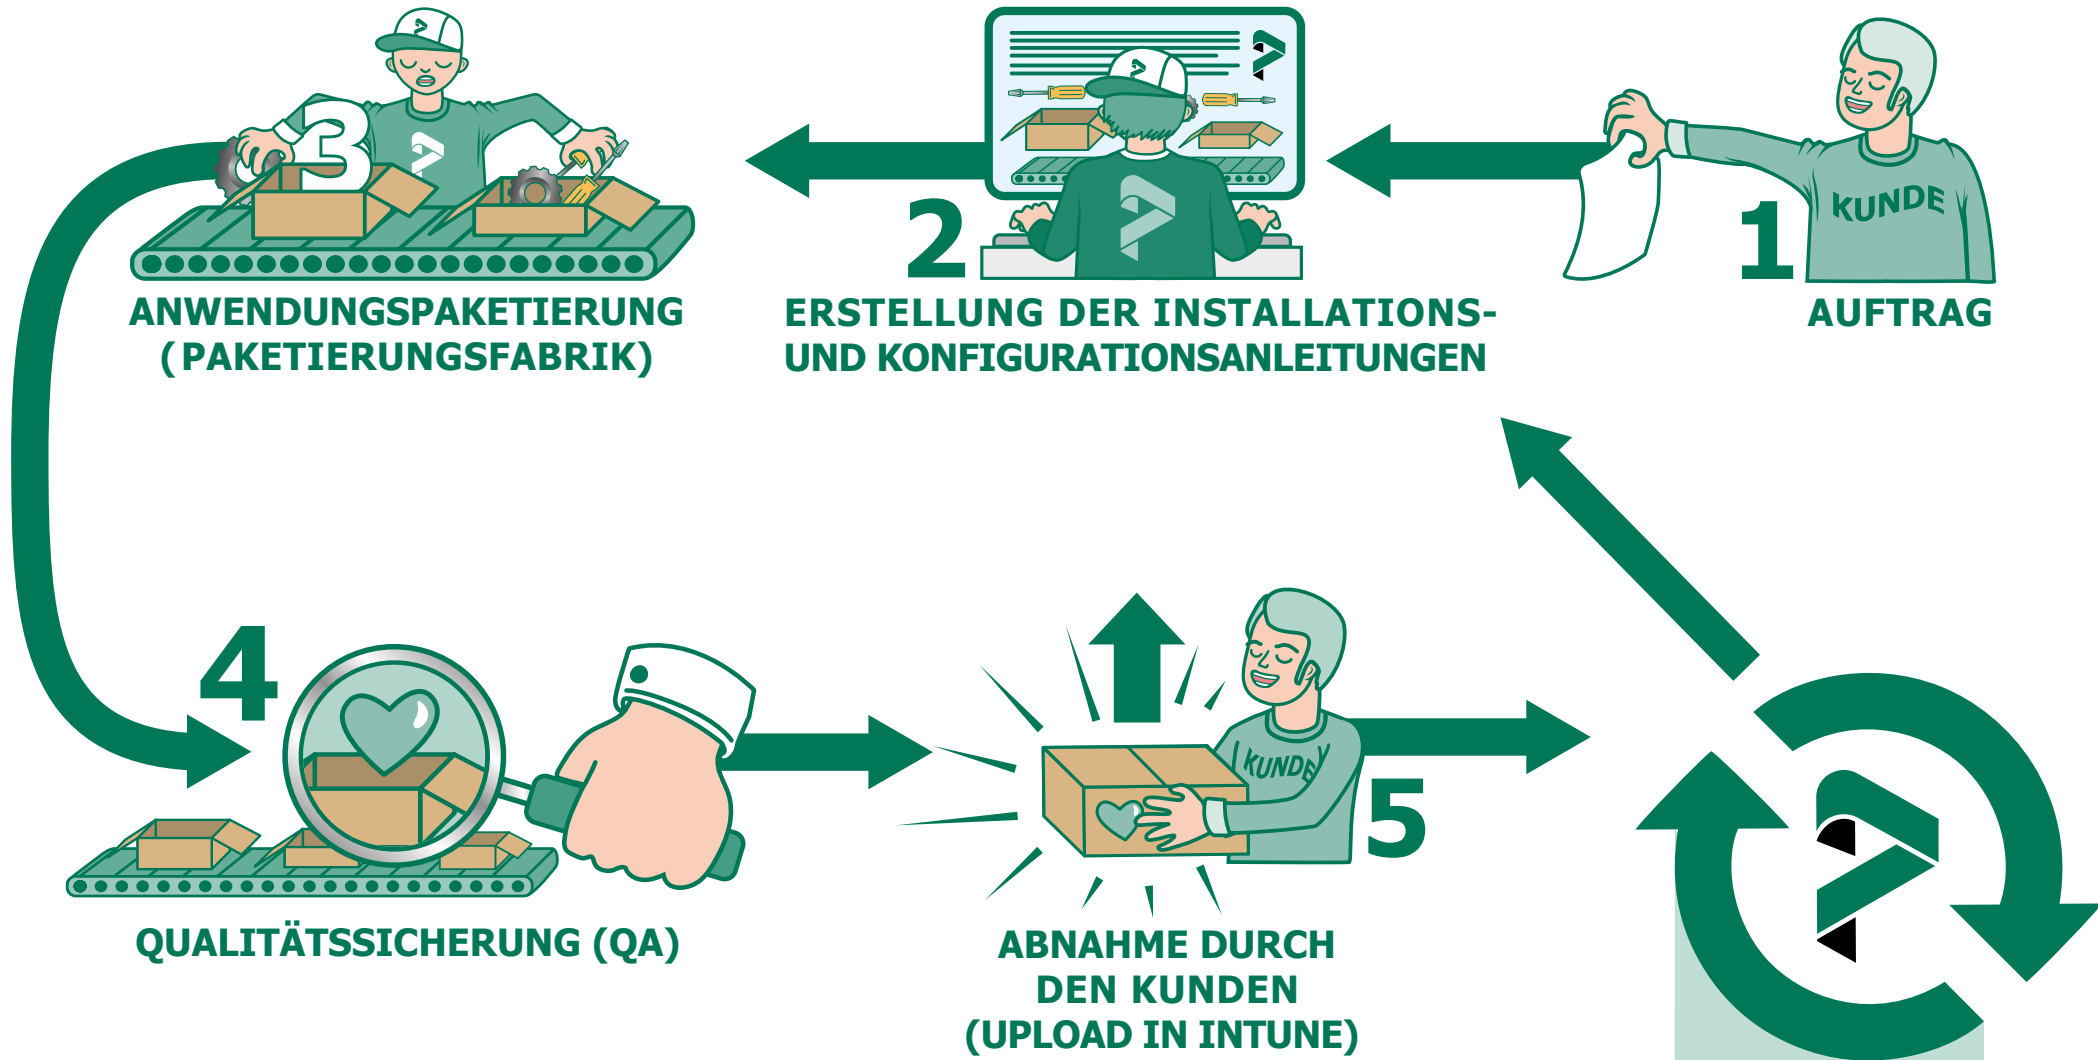 1
KUNDE
AUFTRAG
2
ERSTELLUNG DER INSTALLATIONS-
UND KONFIGURATIONSANLEITUNGEN
3
ANWENDUNGSPAKETIERUNG
(PAKETIERUNGSFABRIK)
4
QUALITÄTSSICHERUNG (QA)
5
KUNDE
ABNAHME DURCH
DEN KUNDEN
(UPLOAD IN INTUNE)